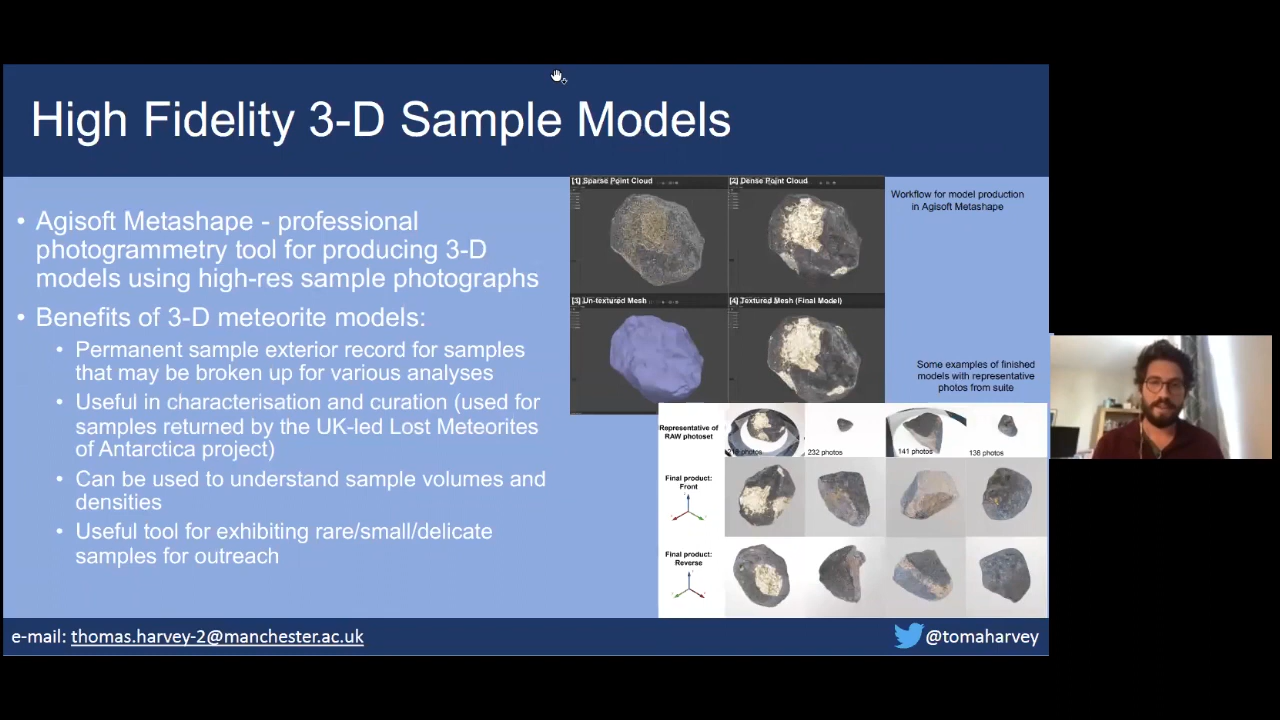 High Fidelity 3-D Sample Models
• Agisoft Metashape - professional
photogrammetry tool for producing 3-D
models using high-res sample photographs
• Benefits of 3-D meteorite models:
• Permanent sample exterior record for samples
that may be broken up for various analyses
• Useful in characterisation and curation (used for
samples returned by the UK-led Lost Meteorites
of Antarctica project)
• Can be used to understand sample volumes and
densities
• Useful tool for exhibiting rare/small/delicate
samples for outreach
[1] Sparse Point Cloud
[2] Dense Point Cloud
[3] Un-textured Mesh
[4] Textured Mesh (Final Model)
Workflow for model production
in Agisoft Metashape
Some examples of finished
models with representative
photos from suite
Representative of
RAW photoset
photos
232 photos
141 photos
138 photos
Final product:
Front
Final product:
Reverse
e-mail: thomas.harvey-2@manchester.ac.uk
@tomaharvey